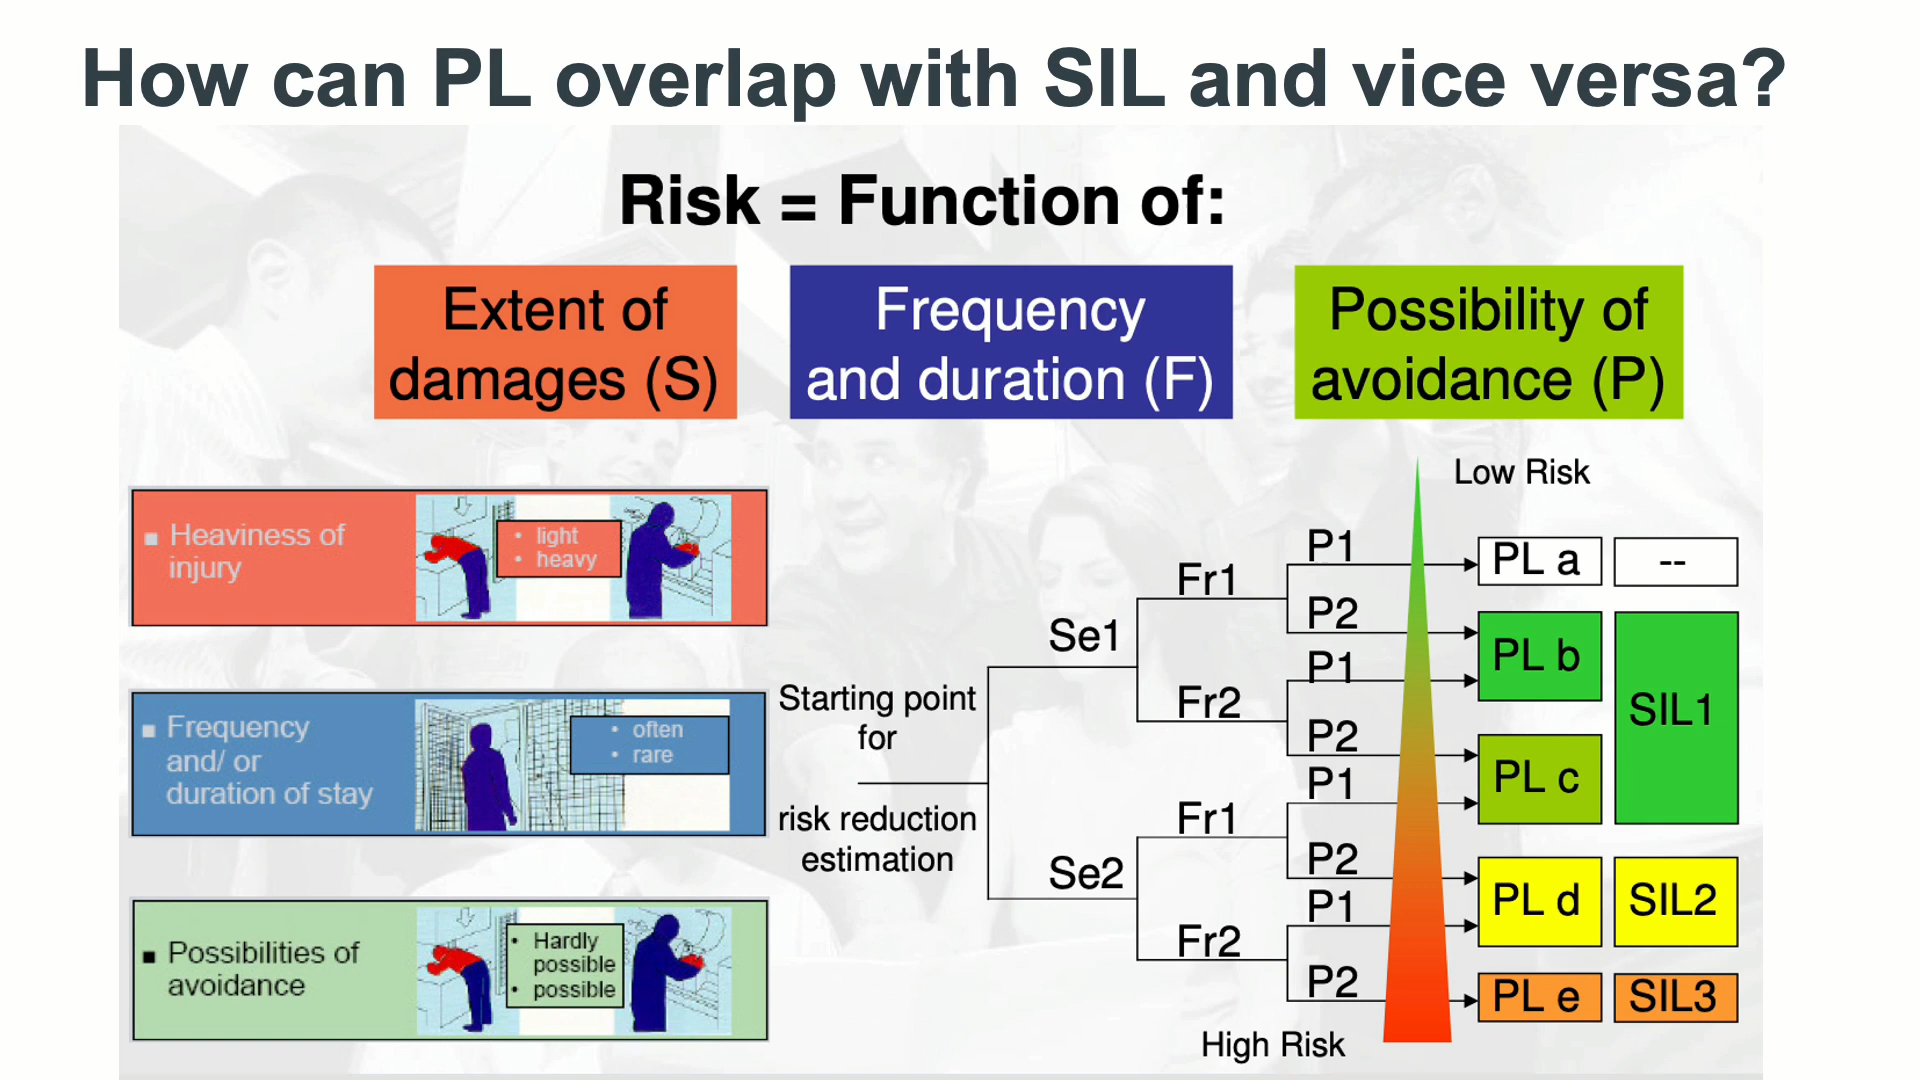 How can PL overlap with SIL and vice versa?
Risk = Function of:
Extent of
damages (S)
Frequency
and duration (F)
Possibility of
avoidance (P)
▪ Heaviness of
injury
• light
• heavy
▪ Frequency
and/ or
duration of stay
• often
• rare
▪ Possibilities of
avoidance
• Hardly
possible
• possible
Starting point
for
risk reduction
estimation
Se1
Se2
Fr1
Fr2
Fr1
Fr2
P1
P2
P1
P2
P1
P2
P1
P2
Low Risk
High Risk
PL a
--
PL b
SIL1
PL c
PL d
SIL2
PL e
SIL3